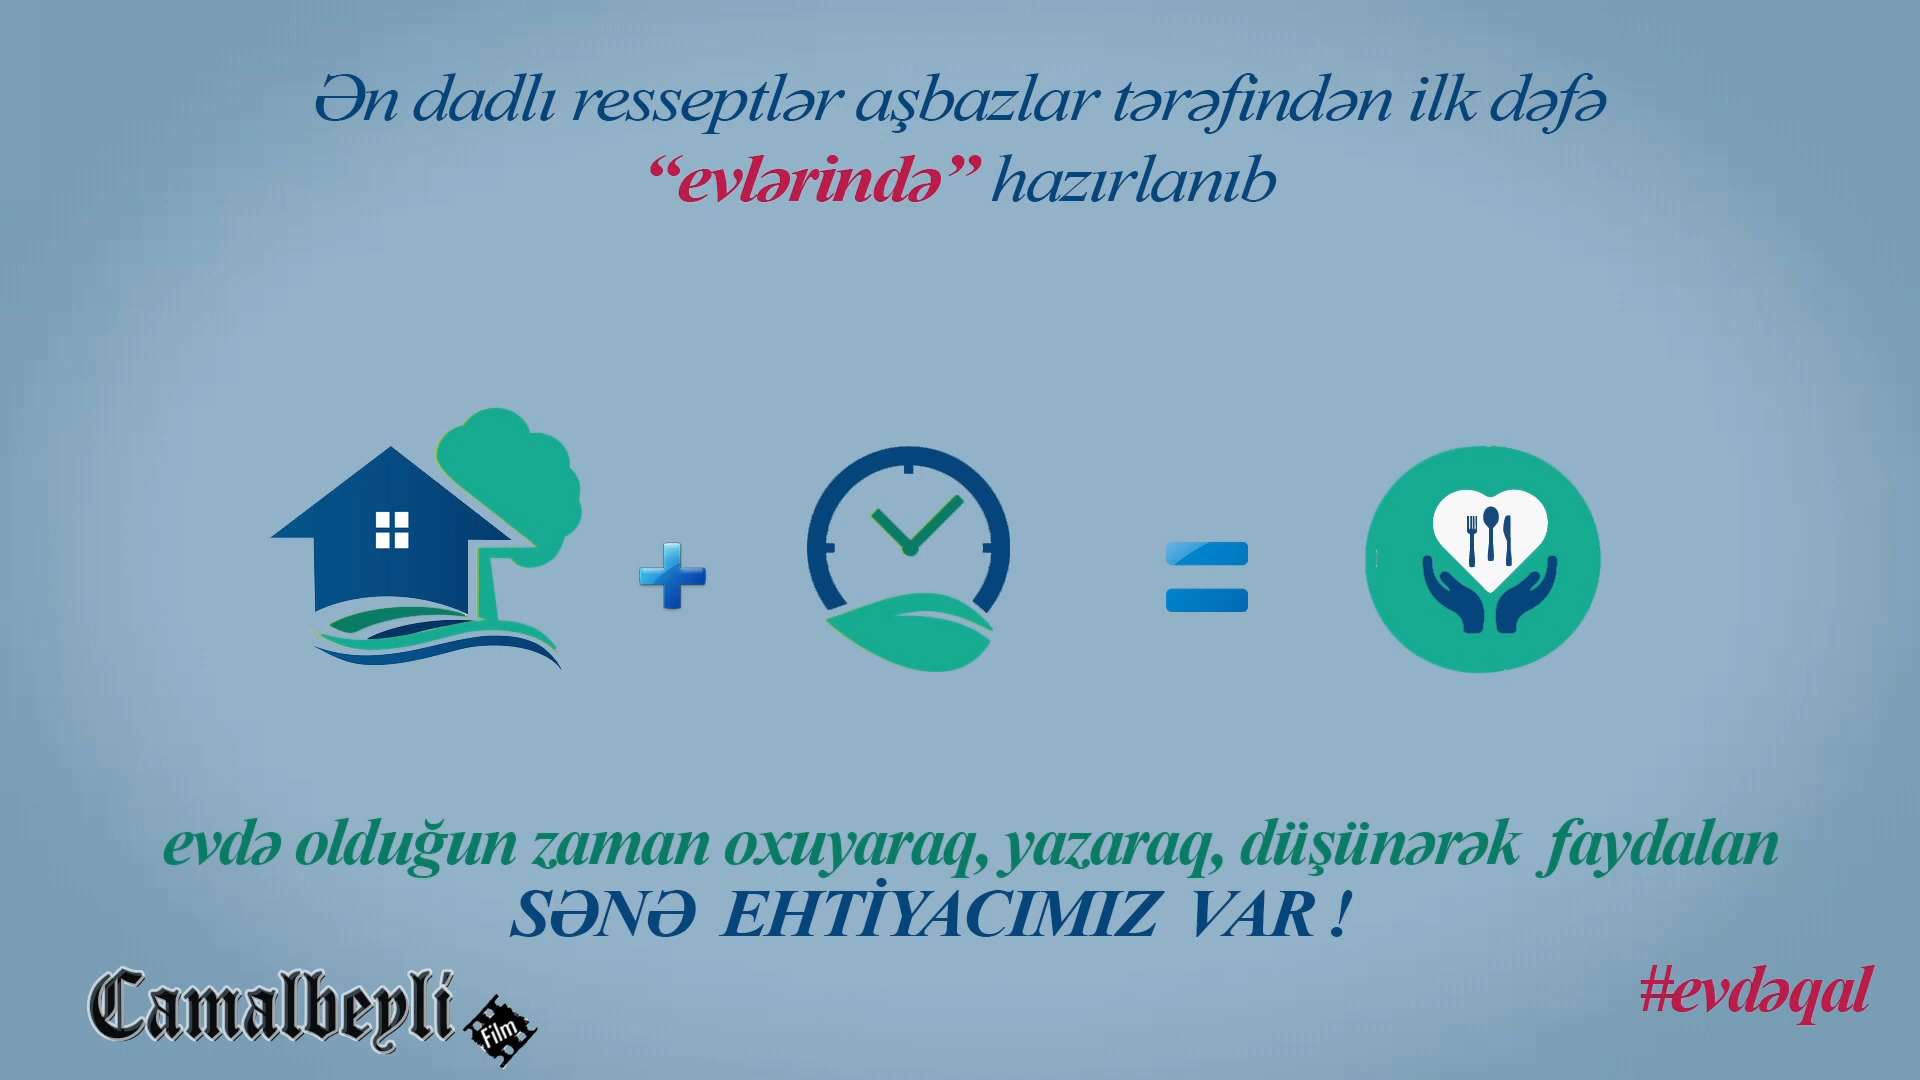 Ən dadlı resseptlər aşbazlar tərəfindən ilk dəfə
“evlərində” hazırlanıb
evdə olduğun zaman oxuyaraq, yazaraq, düşünərək faydalan
SƏNƏ EHTİYACIMIZ VAR !
Camalbeyli Film
#evdəqal